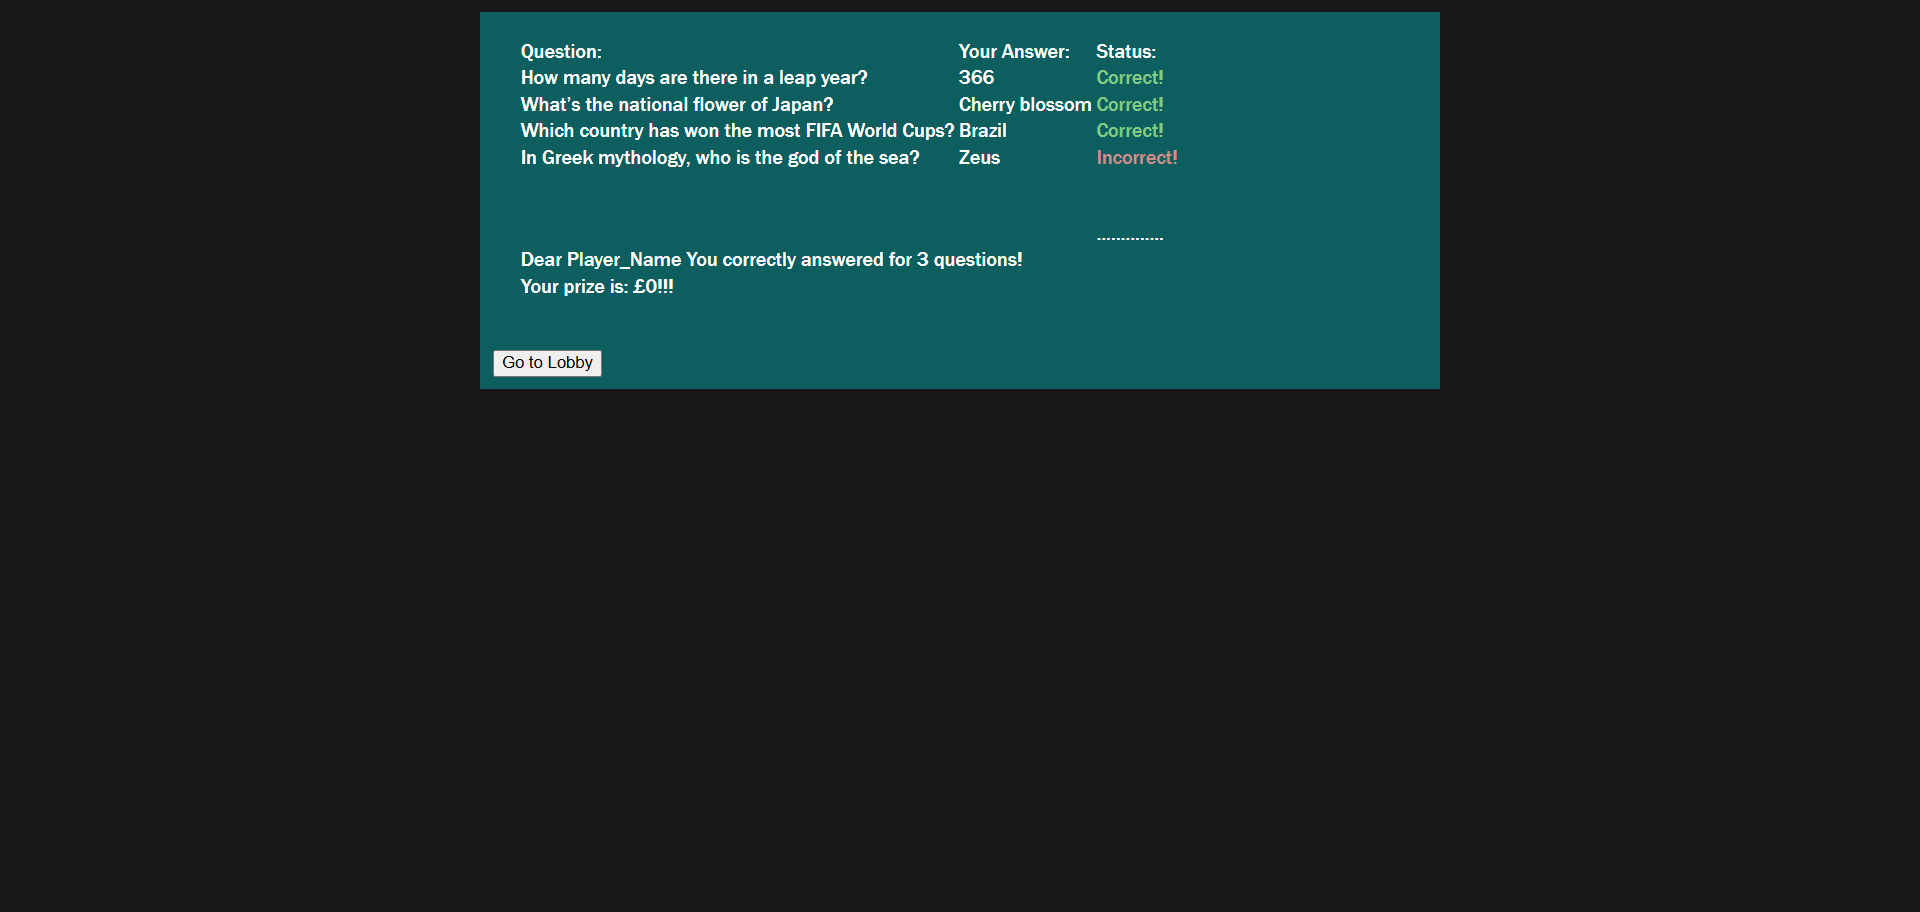 Question: Your Answer: Status:
How many days are there in a leap year? 366 Correct!
What’s the national flower of Japan? Cherry blossom Correct!
Which country has won the most FIFA World Cups? Brazil Correct!
In Greek mythology, who is the god of the sea? Zeus Incorrect!
--------------
Dear Player_Name You correctly answered for 3 questions!
Your prize is: £0!!!
Go to Lobby